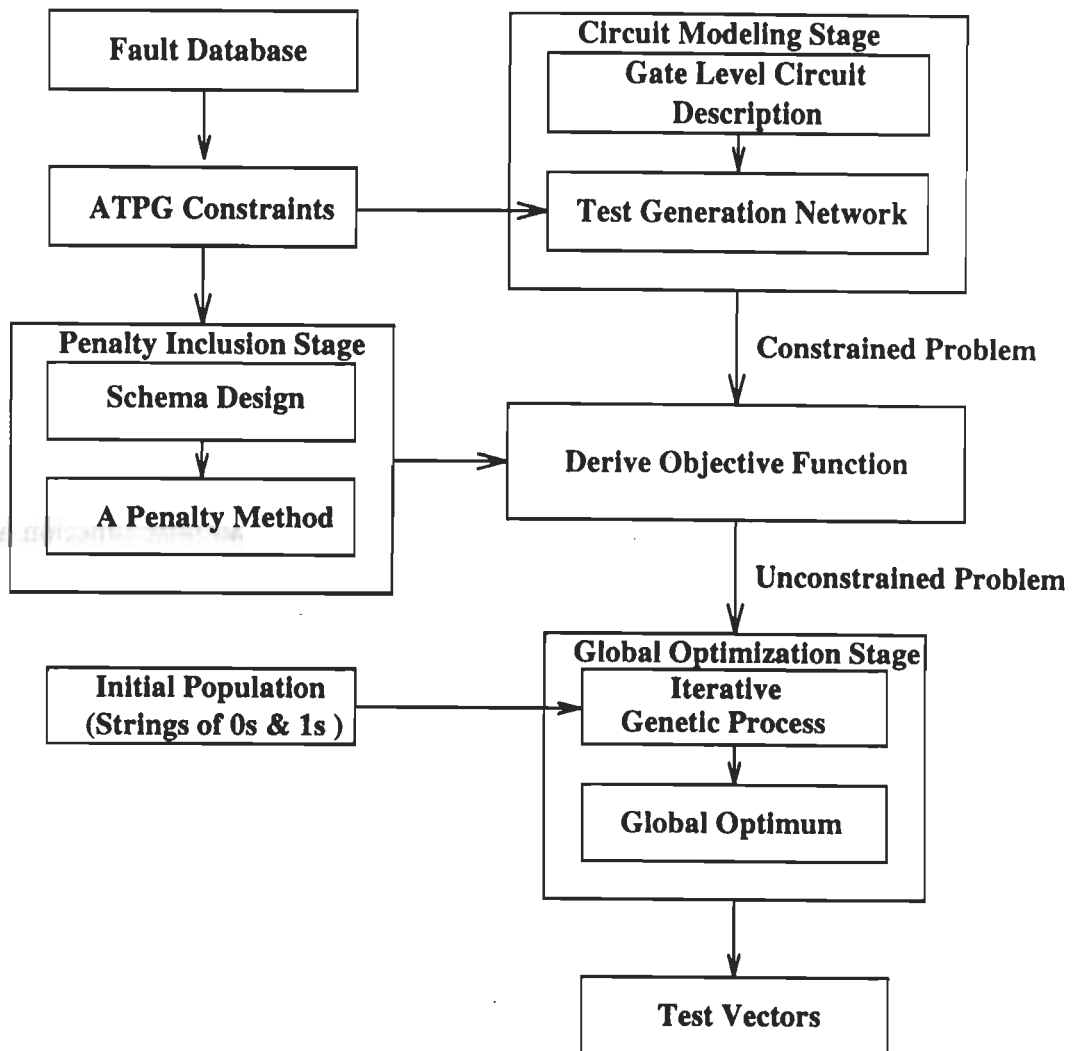 Fault Database
Circuit Modeling Stage
Gate Level Circuit
Description
ATPG Constraints
Test Generation Network
Penalty Inclusion Stage
Constrained Problem
Schema Design
Derive Objective Function
A Penalty Method
Unconstrained Problem
Global Optimization Stage
Initial Population
(Strings of 0s & 1s )
Iterative
Genetic Process
Global Optimum
Test Vectors